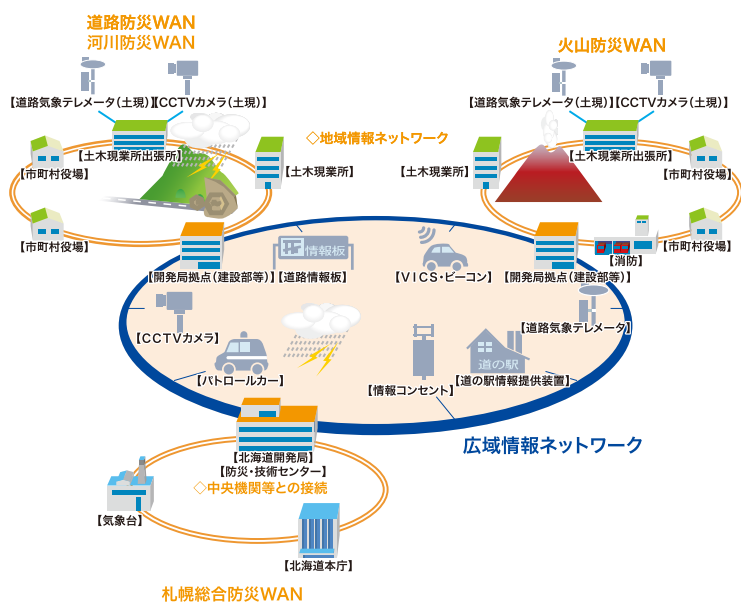 道路防災WAN
河川防災WAN
火山防災WAN
【道路気象テレメータ(土現)】【CCTVカメラ(土現)】
【道路気象テレメータ(土現)】【CCTVカメラ(土現)】
◇地域情報ネットワーク
【土木現業所出張所】
【土木現業所出張所】
【市町村役場】
【土木現業所】
【土木現業所】
【市町村役場】
【市町村役場】
【市町村役場】
【消防】
情報板
【開発局拠点(建設部等)】
【道路情報板】
【VICS・ビーコン】
【開発局拠点(建設部等)】
【CCTVカメラ】
【道路気象テレメータ】
道の駅
【パトロールカー】
【情報コンセント】
【道の駅情報提供装置】
広域情報ネットワーク
【北海道開発局】
【防災・技術センター】
◇中央機関等との接続
【気象台】
【北海道本庁】
札幌総合防災WAN